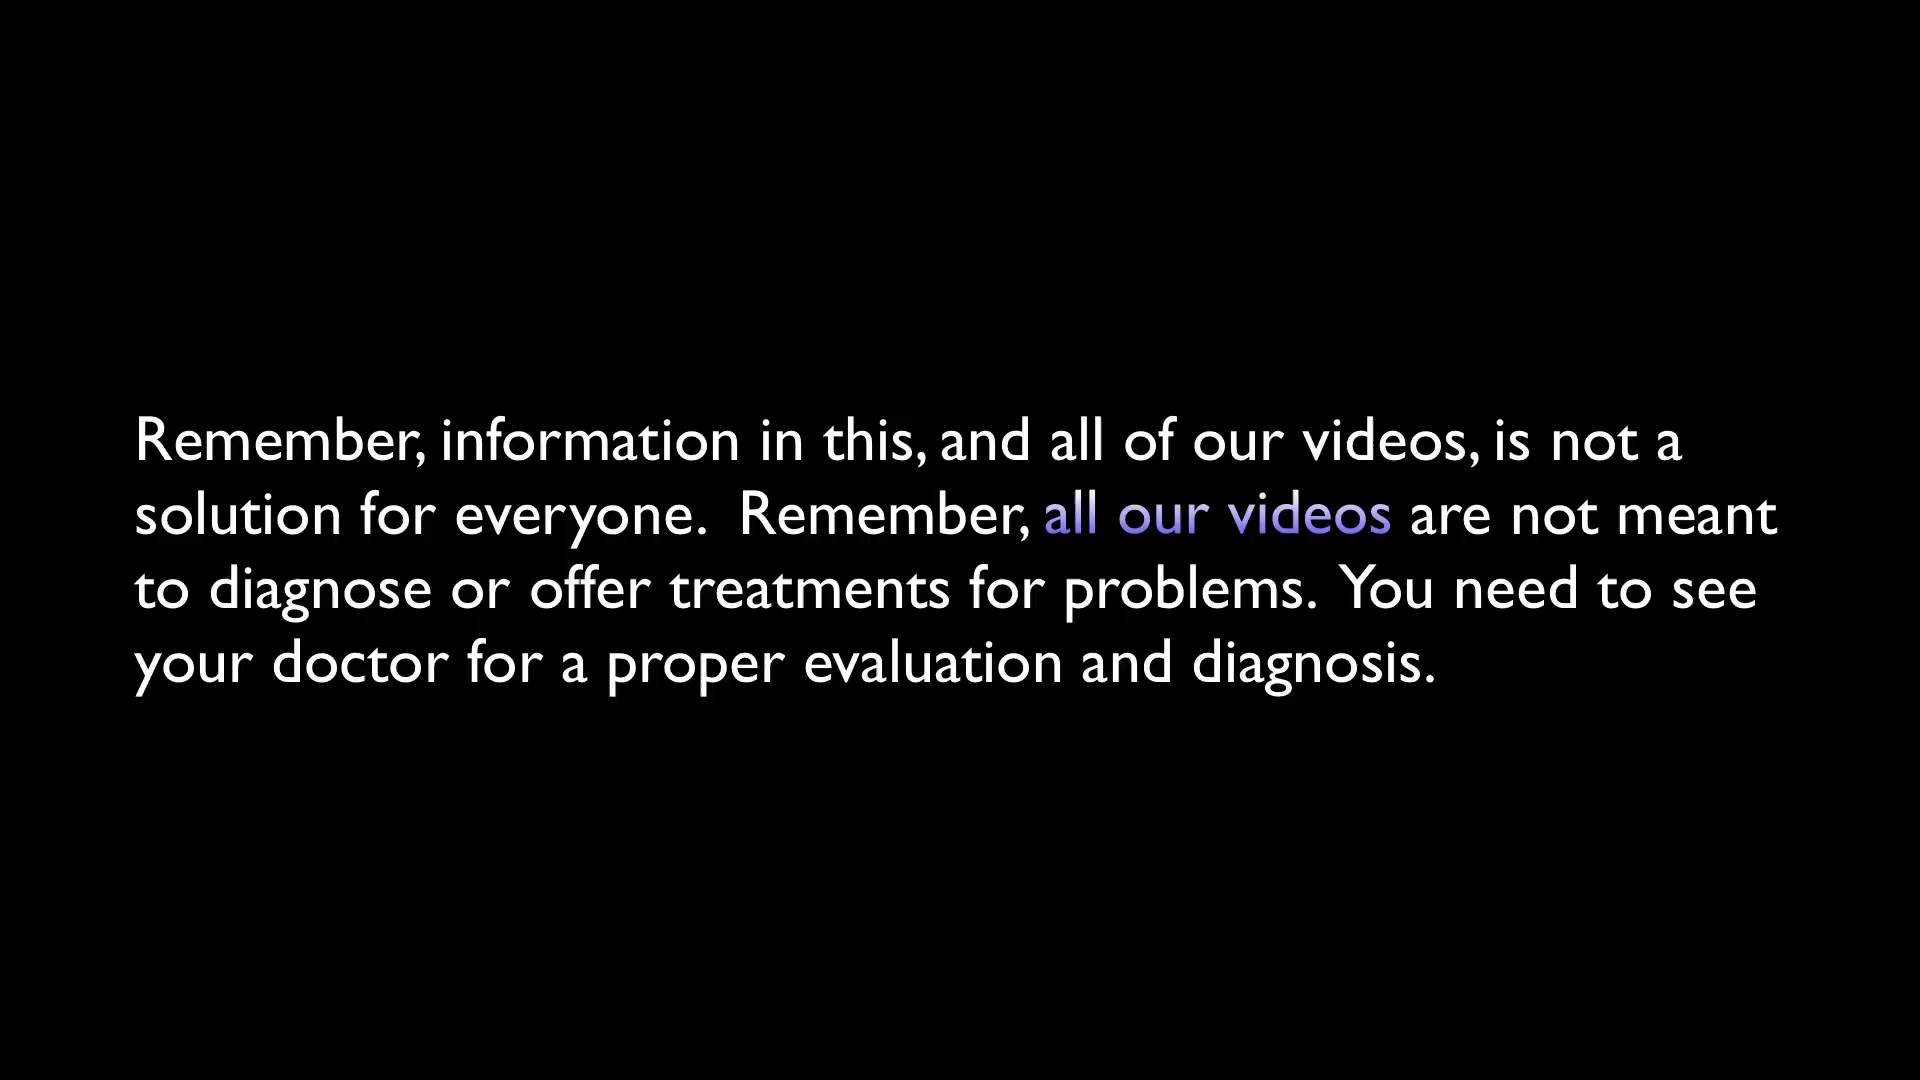 Remember, information in this, and all of our videos, is not a
solution for everyone.  Remember, all our videos are not meant
to diagnose or offer treatments for problems.  You need to see
your doctor for a proper evaluation and diagnosis.